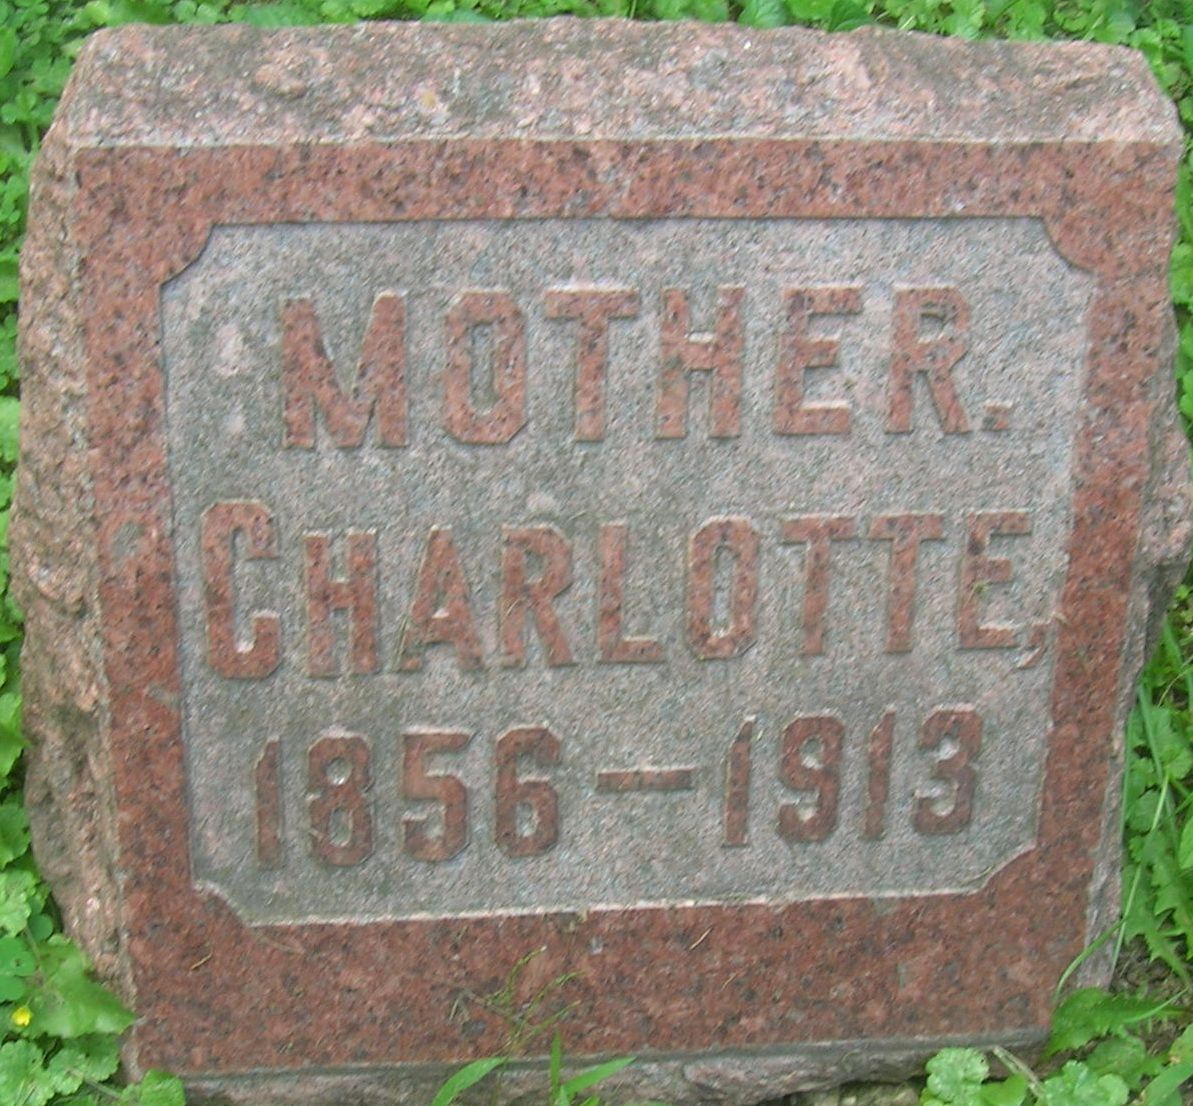 MOTHER.
CHARLOTTE,
1856-1913